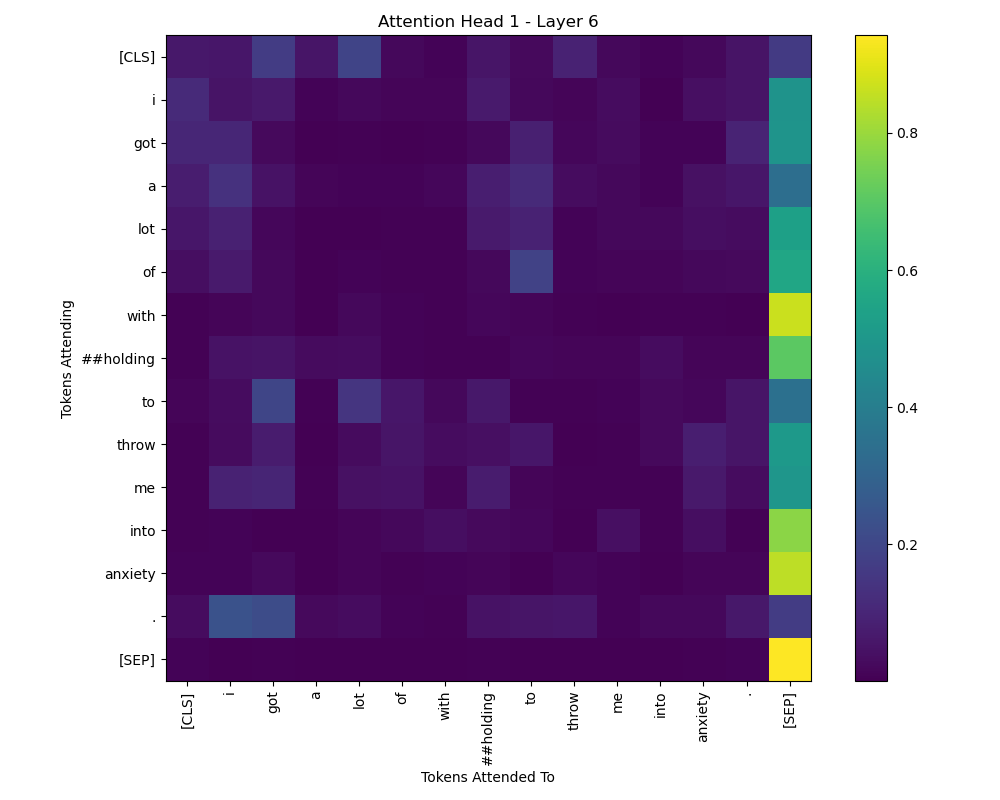 Attention Head 1 - Layer 6
[CLS]
i
got
a
lot
of
with
##holding
to
throw
me
into
anxiety
.
[SEP]
Tokens Attending
[CLS]
i
got
a
lot
of
with
##holding
to
throw
me
into
anxiety
.
[SEP]
Tokens Attended To
0.8
0.6
0.4
0.2